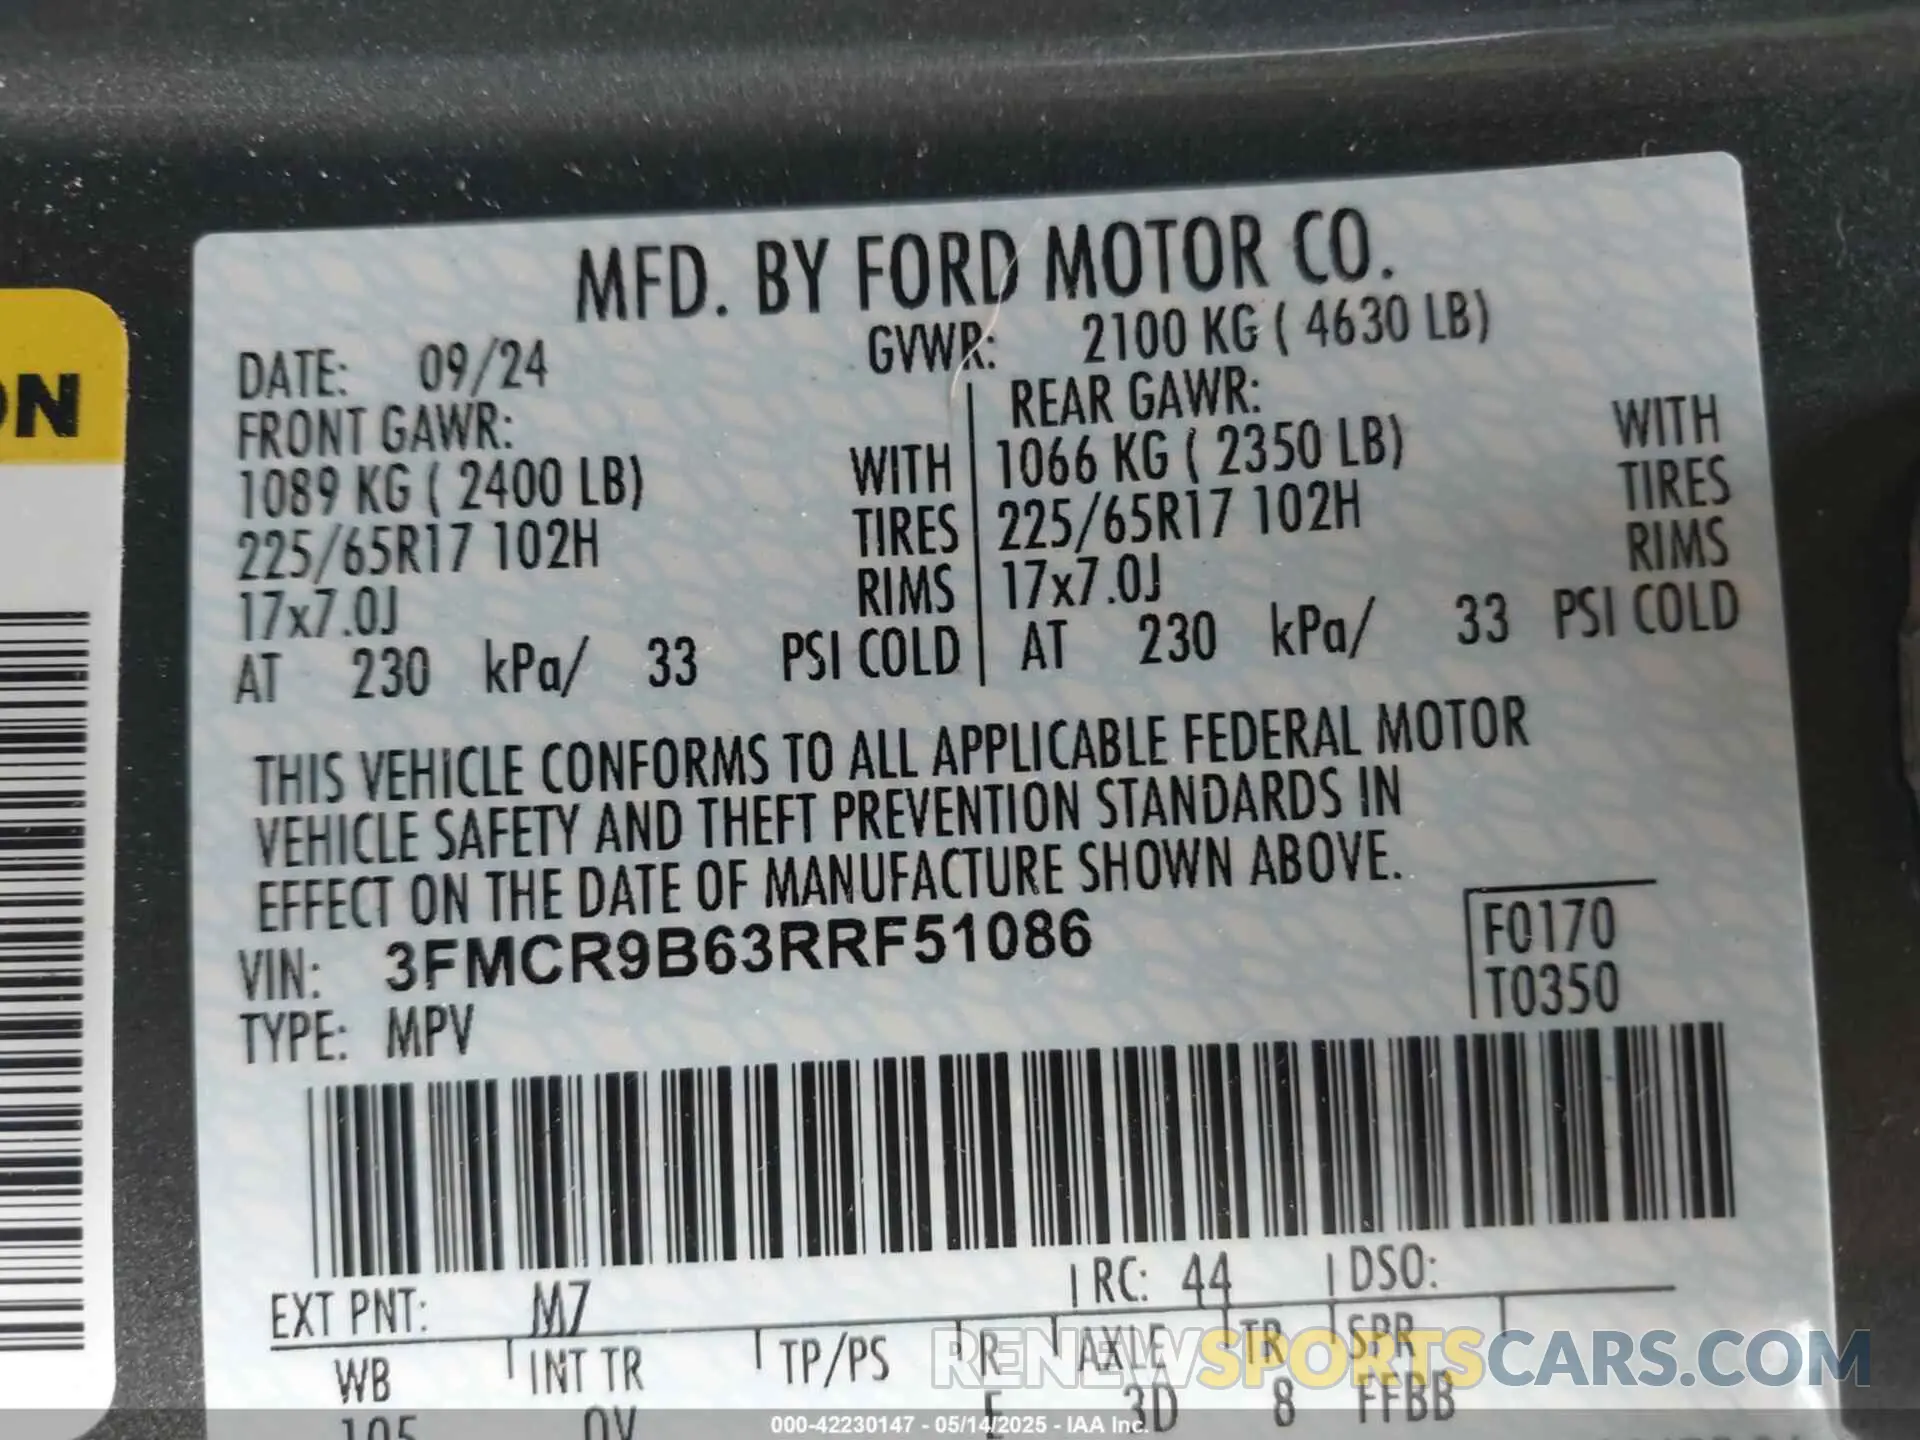 MFD. BY FORD MOTOR CO.
DATE: 09/24 GVWR: 2100 KG ( 4630 LB)
FRONT GAWR: REAR GAWR:
1089 KG ( 2400 LB) WITH 1066 KG ( 2350 LB) WITH
225/65R17 102H TIRES 225/65R17 102H TIRES
17x7.0J RIMS 17x7.0J RIMS
AT 230 kPa/ 33 PSI COLD AT 230 kPa/ 33 PSI COLD
THIS VEHICLE CONFORMS TO ALL APPLICABLE FEDERAL MOTOR
VEHICLE SAFETY AND THEFT PREVENTION STANDARDS IN
EFFECT ON THE DATE OF MANUFACTURE SHOWN ABOVE.
VIN: 3FMCR9B63RRF51086 F0170
TYPE: MPV T0350
EXT PNT: M7 RC: 44 DSO:
WB INT TR TP/PS R AXLE TR SPR
105 E 3D 8 FFBB
RENEWSPORTSCARS.COM
000-42230147 - 05/14/2025 - IAA Inc.